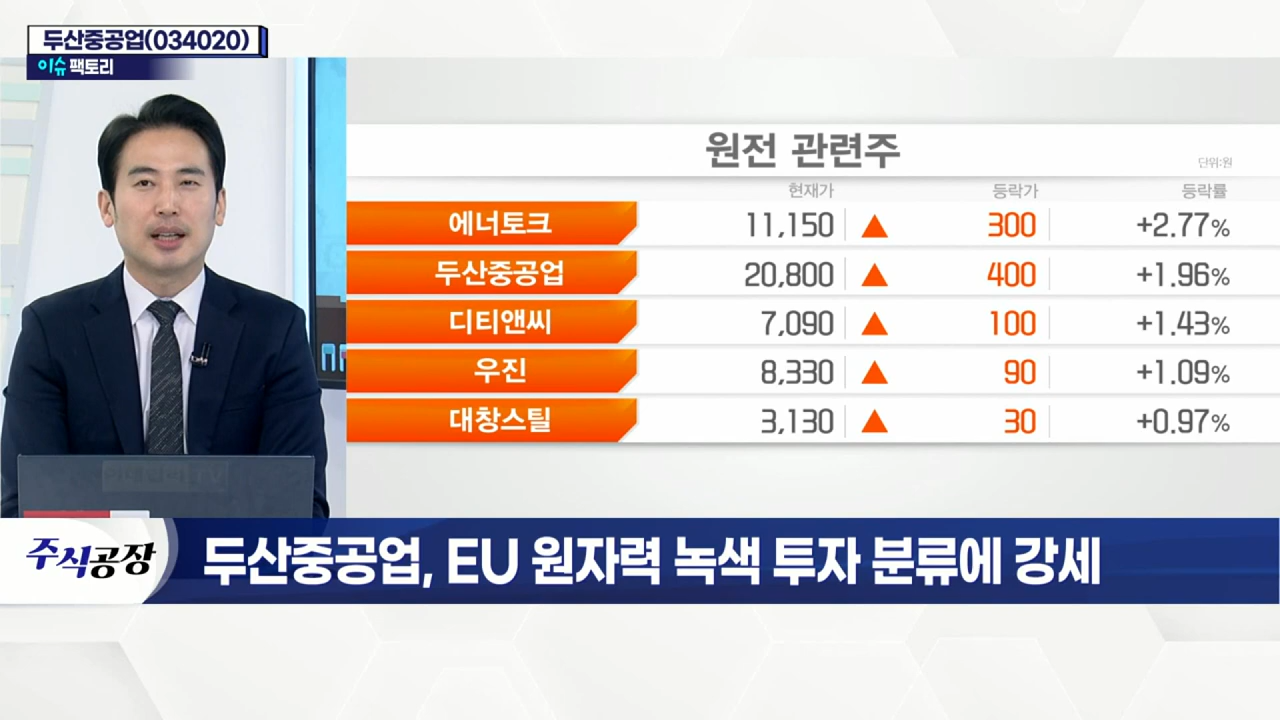 두산중공업(034020)
이슈 팩토리
원전 관련주
단위:원
현재가 등락가 등락률
에너토크 11,150 ▲ 300 +2.77%
두산중공업 20,800 ▲ 400 +1.96%
디티앤씨 7,090 ▲ 100 +1.43%
우진 8,330 ▲ 90 +1.09%
대창스틸 3,130 ▲ 30 +0.97%
주식공장
두산중공업, EU 원자력 녹색 투자 분류에 강세